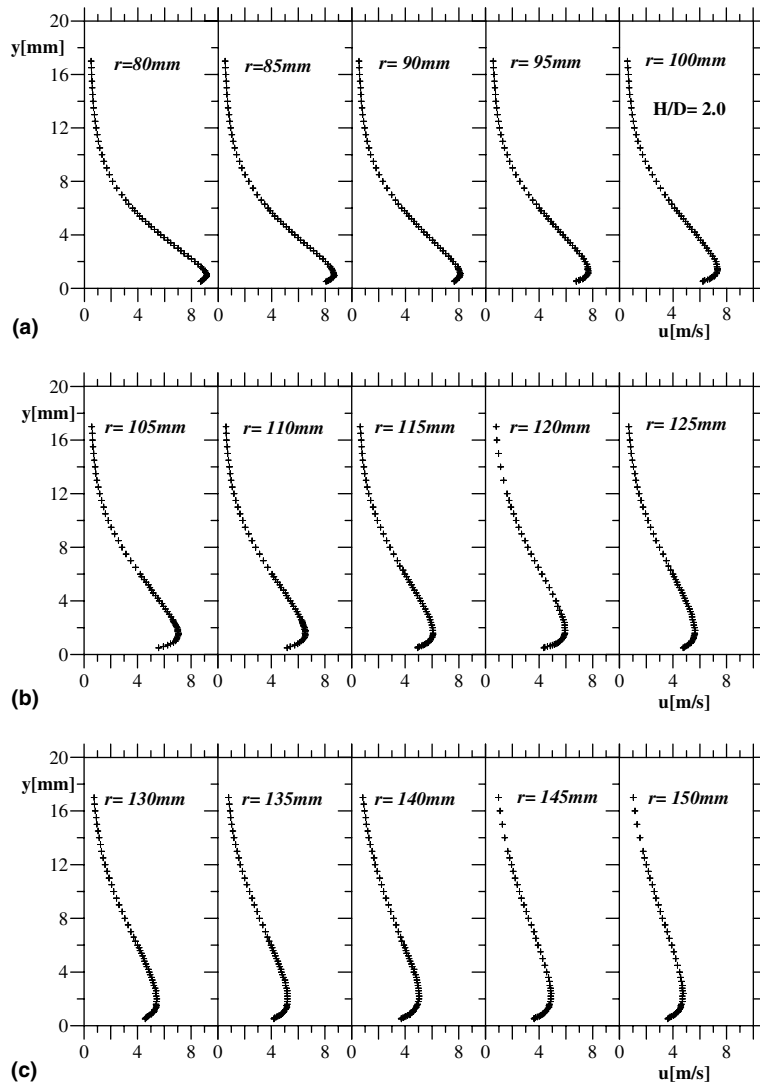 20
y[mm]
16
12
8
4
0
r=80mm
r=85mm
r= 90mm
r= 95mm
r= 100mm
H/D= 2.0
0 4 8 0 4 8 0 4 8 0 4 8 0 4 8
u[m/s]
(a)
20
y[mm]
16
12
8
4
0
r= 105mm
r= 110mm
r= 115mm
r= 120mm
r= 125mm
0 4 8 0 4 8 0 4 8 0 4 8 0 4 8
u[m/s]
(b)
20
y[mm]
16
12
8
4
0
r= 130mm
r= 135mm
r= 140mm
r= 145mm
r= 150mm
0 4 8 0 4 8 0 4 8 0 4 8 0 4 8
u[m/s]
(c)